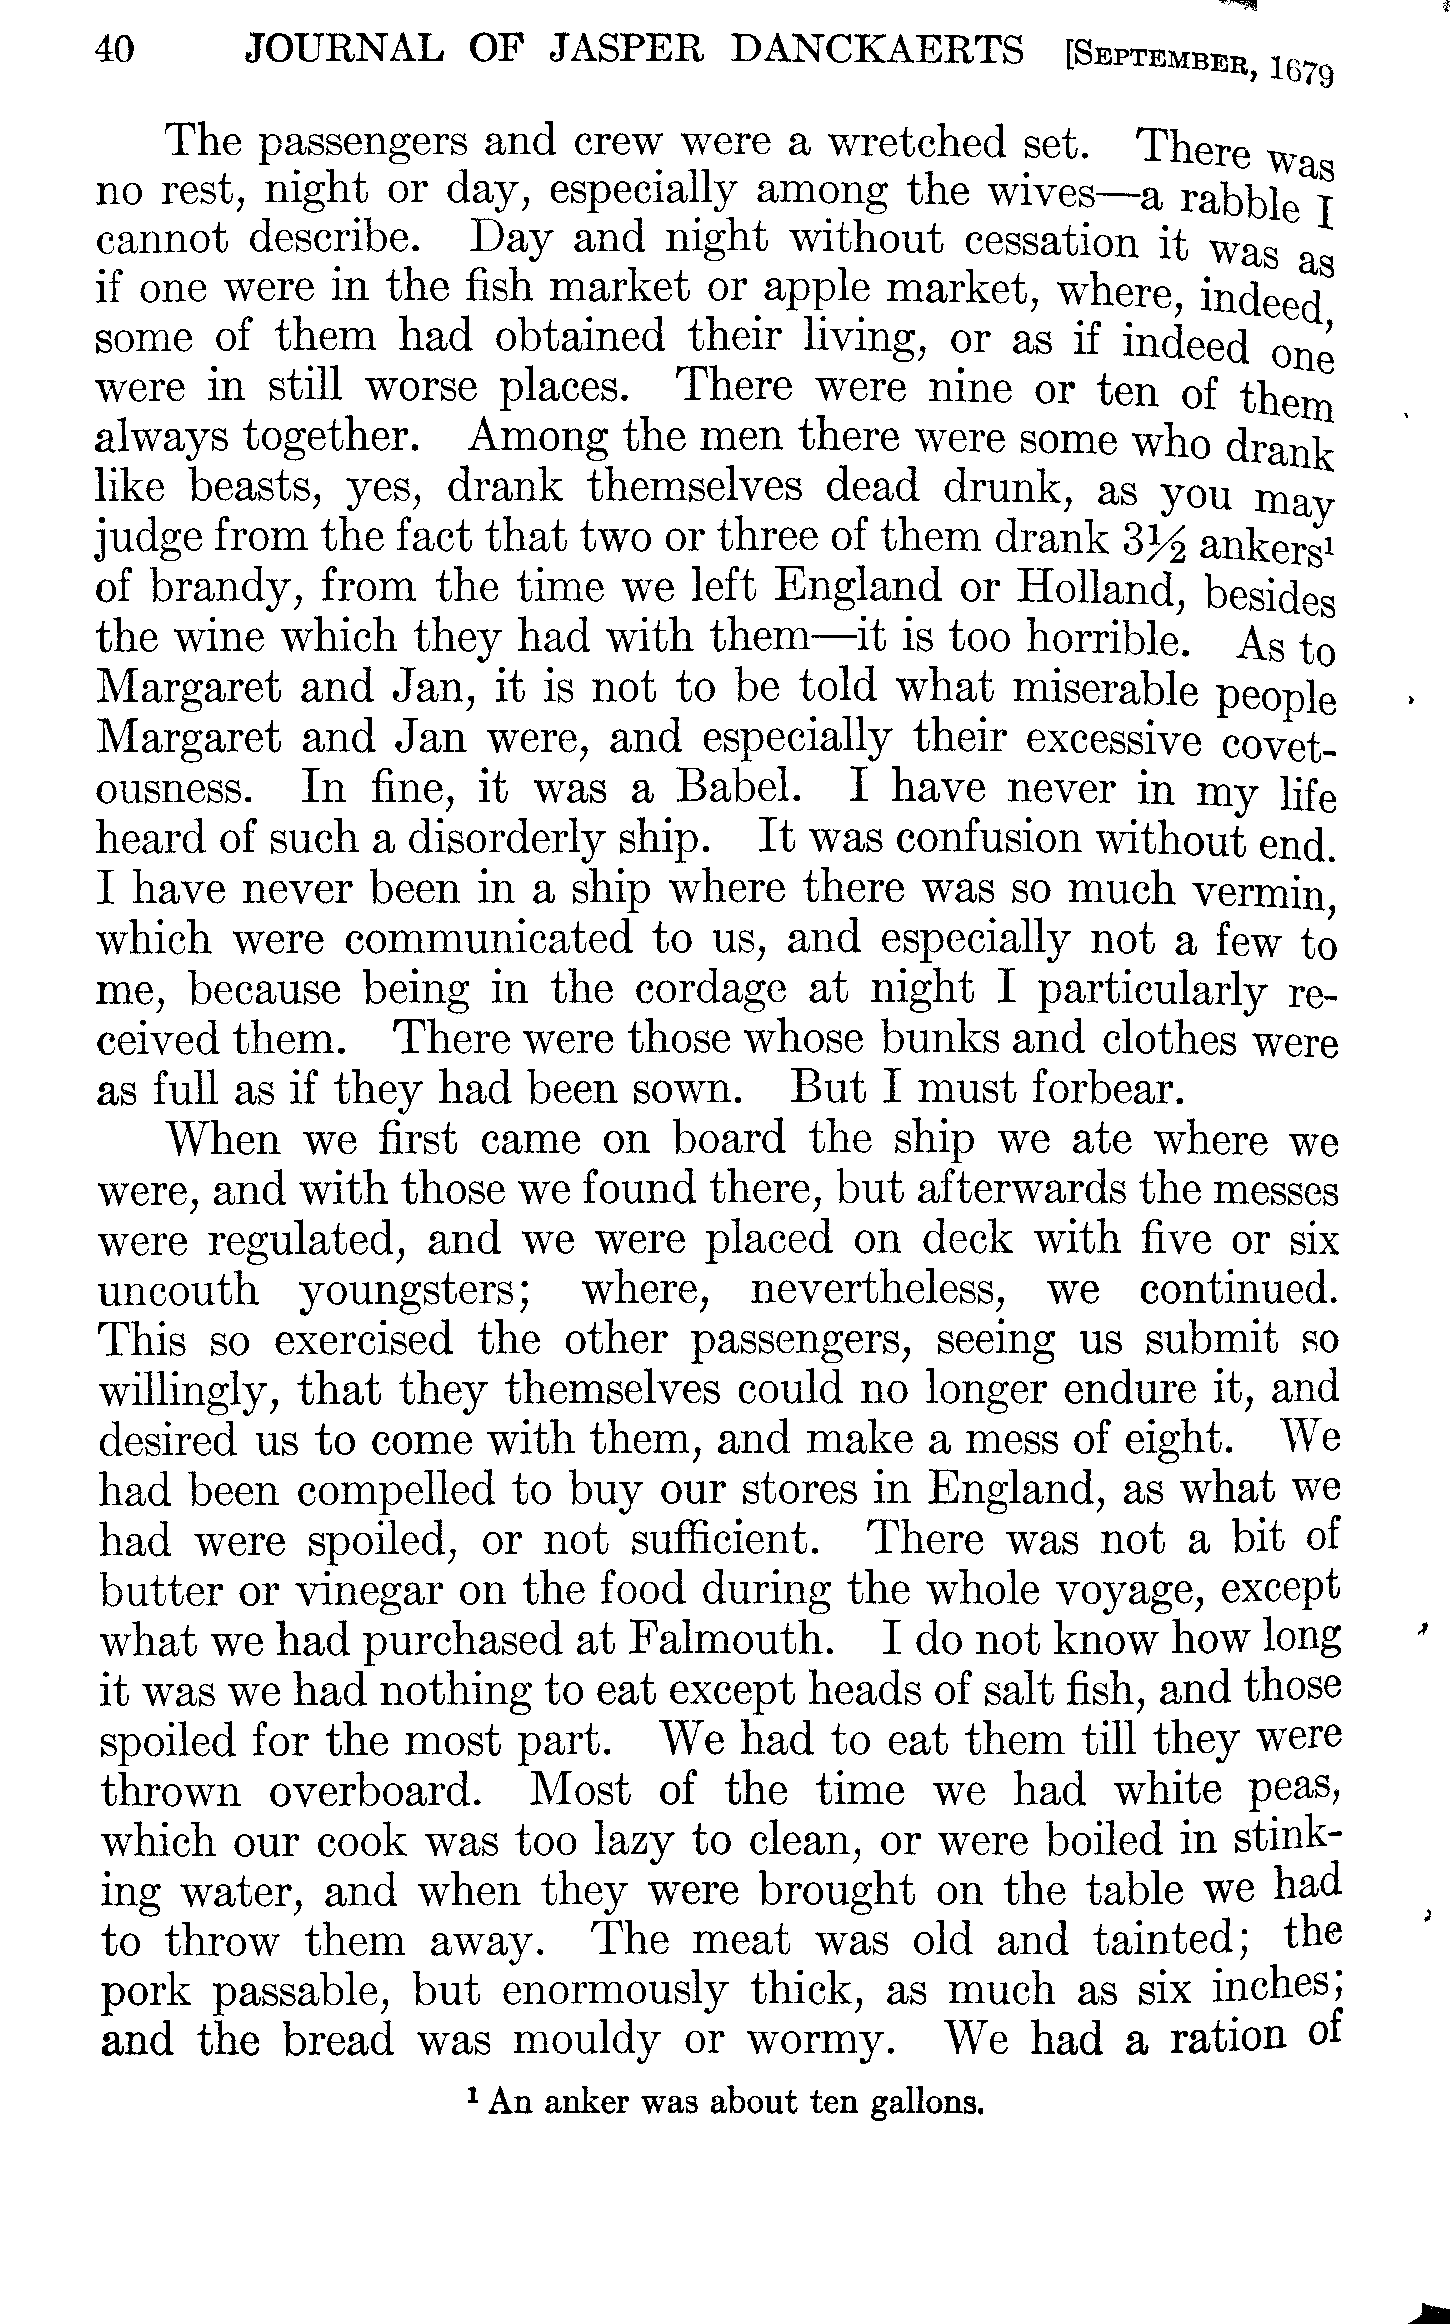 40 JOURNAL OF JASPER DANCKAERTS [SEPTEMBER, 1679
The passengers and crew were a wretched set. There was
no rest, night or day, especially among the wives—a rabble I
cannot describe. Day and night without cessation it was as
if one were in the fish market or apple market, where, indeed,
some of them had obtained their living, or as if indeed one
were in still worse places. There were nine or ten of them
always together. Among the men there were some who drank
like beasts, yes, drank themselves dead drunk, as you may
judge from the fact that two or three of them drank 3½ ankers¹
of brandy, from the time we left England or Holland, besides
the wine which they had with them—it is too horrible. As to
Margaret and Jan, it is not to be told what miserable people
Margaret and Jan were, and especially their excessive covet-
ousness. In fine, it was a Babel. I have never in my life
heard of such a disorderly ship. It was confusion without end.
I have never been in a ship where there was so much vermin,
which were communicated to us, and especially not a few to
me, because being in the cordage at night I particularly re-
ceived them. There were those whose bunks and clothes were
as full as if they had been sown. But I must forbear.
When we first came on board the ship we ate where we
were, and with those we found there, but afterwards the messes
were regulated, and we were placed on deck with five or six
uncouth youngsters; where, nevertheless, we continued.
This so exercised the other passengers, seeing us submit so
willingly, that they themselves could no longer endure it, and
desired us to come with them, and make a mess of eight. We
had been compelled to buy our stores in England, as what we
had were spoiled, or not sufficient. There was not a bit of
butter or vinegar on the food during the whole voyage, except
what we had purchased at Falmouth. I do not know how long
it was we had nothing to eat except heads of salt fish, and those
spoiled for the most part. We had to eat them till they were
thrown overboard. Most of the time we had white peas,
which our cook was too lazy to clean, or were boiled in stink-
ing water, and when they were brought on the table we had
to throw them away. The meat was old and tainted; the
pork passable, but enormously thick, as much as six inches;
and the bread was mouldy or wormy. We had a ration of
¹ An anker was about ten gallons.